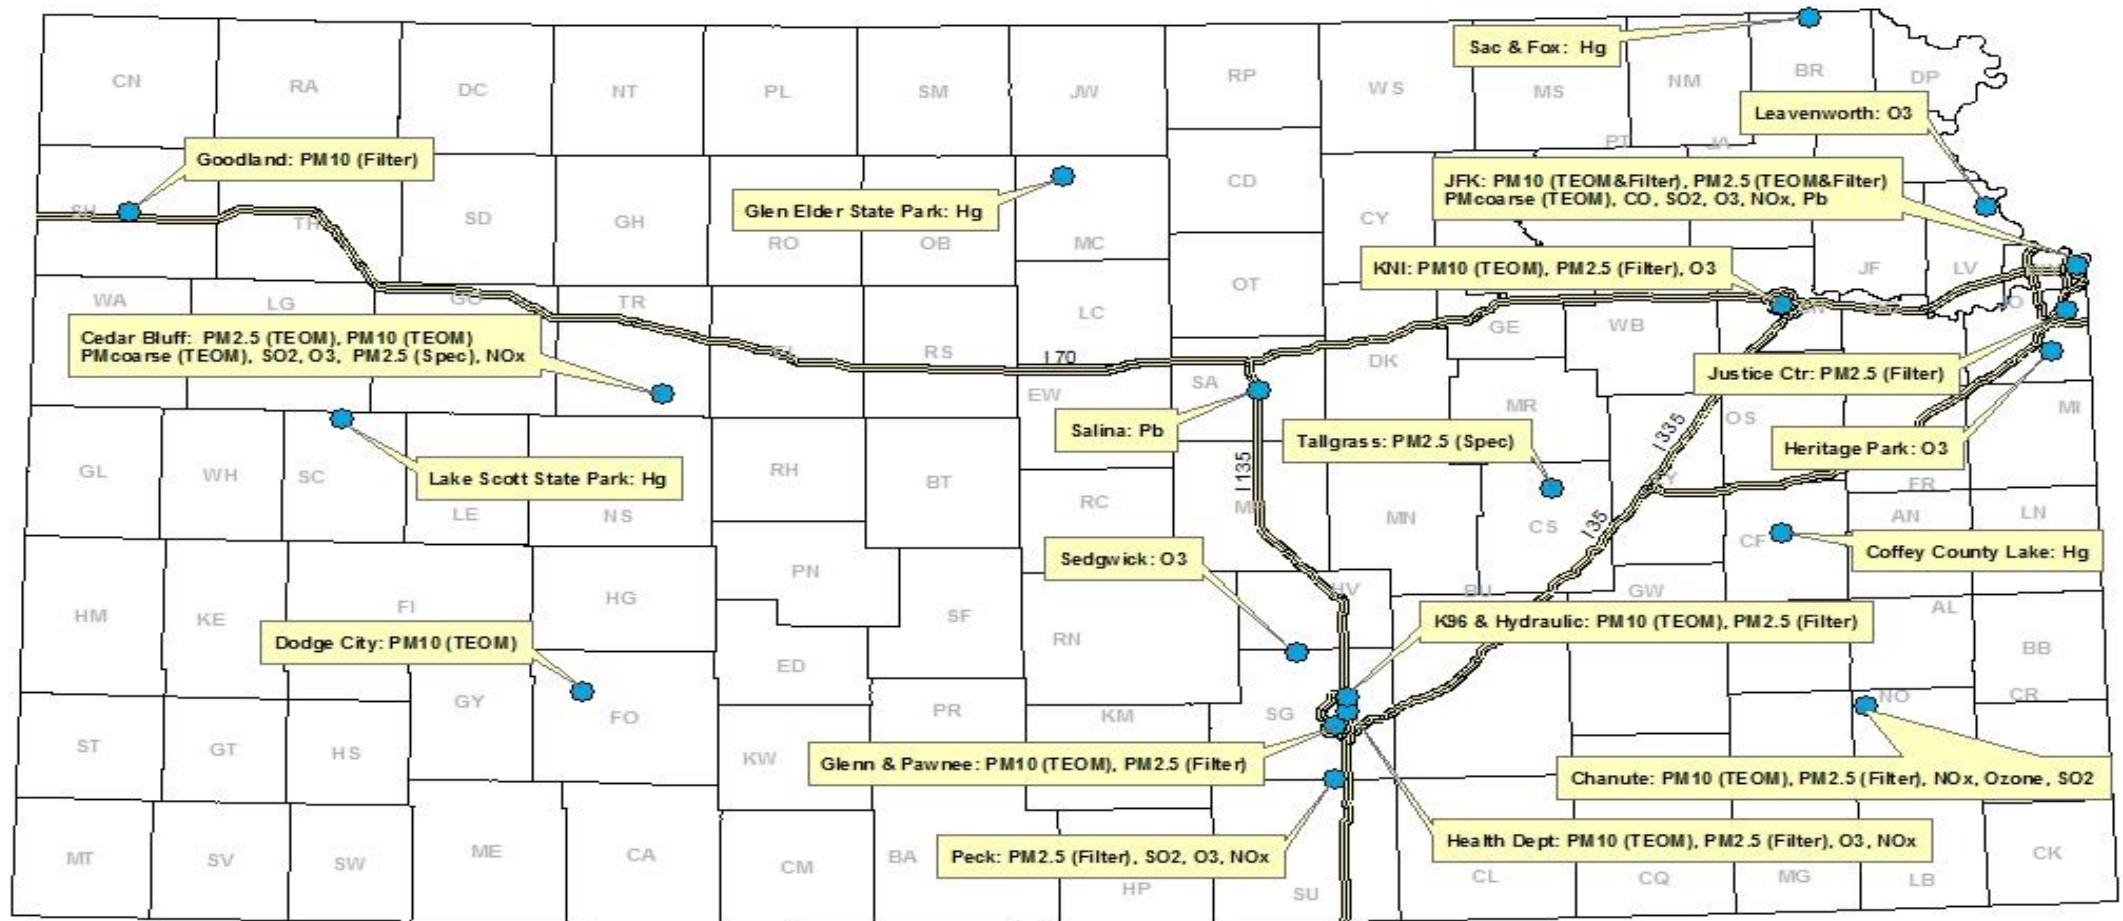 Sac & Fox: Hg
CN
RA
DC
NT
PL
SM
JW
RP
WS
MS
NM
BR
DP
Leavenworth: O3
PT
JA
Goodland: PM10 (Filter)
Glen Elder State Park: Hg
JFK: PM10 (TEOM&Filter), PM2.5 (TEOM&Filter)
PMcoarse (TEOM), CO, SO2, O3, NOx, Pb
SH
TH
SD
GH
RO
OB
MC
CD
CY
KNI: PM10 (TEOM), PM2.5 (Filter), O3
JF
LV
WA
LG
GO
TR
LC
OT
GE
WB
JO
Cedar Bluff: PM2.5 (TEOM), PM10 (TEOM)
PMcoarse (TEOM), SO2, O3, PM2.5 (Spec), NOx
RS
I 70
DK
Justice Ctr: PM2.5 (Filter)
EW
SA
MR
OS
MI
Salina: Pb
Tallgrass: PM2.5 (Spec)
I335
Heritage Park: O3
GL
WH
SC
Lake Scott State Park: Hg
RH
BT
I 135
RC
FR
LE
NS
MN
CS
I35
AN
LN
CF
Coffey County Lake: Hg
Sedgwick: O3
PN
HV
BU
GW
HM
KE
FI
HG
SF
RN
K96 & Hydraulic: PM10 (TEOM), PM2.5 (Filter)
AL
BB
Dodge City: PM10 (TEOM)
ED
GY
FO
PR
KM
SG
NO
CR
ST
GT
HS
KW
Glenn & Pawnee: PM10 (TEOM), PM2.5 (Filter)
Chanute: PM10 (TEOM), PM2.5 (Filter), NOx, Ozone, SO2
MT
SV
SW
ME
CA
CM
BA
Peck: PM2.5 (Filter), SO2, O3, NOx
Health Dept: PM10 (TEOM), PM2.5 (Filter), O3, NOx
HP
SU
CL
CQ
MG
LB
CK